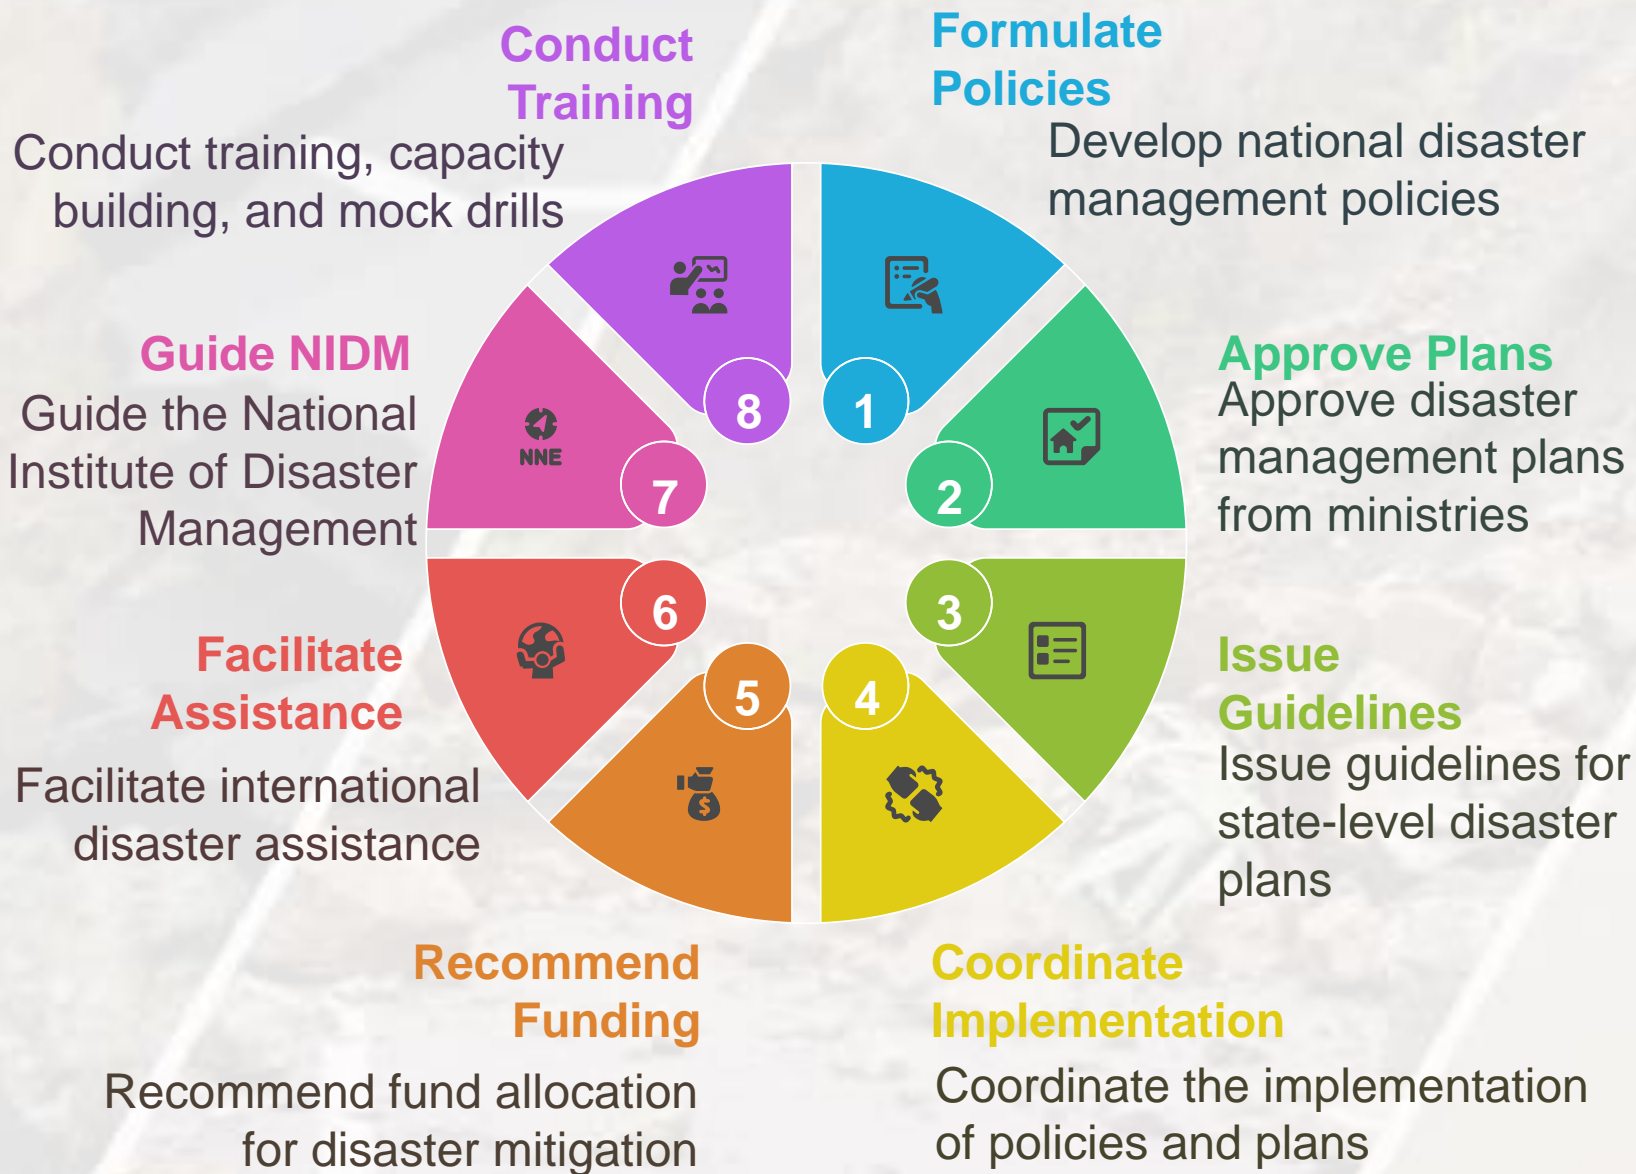 Formulate
Policies
Develop national disaster
management policies
1
Approve Plans
Approve disaster
management plans
from ministries
2
Issue
Guidelines
Issue guidelines for
state-level disaster
plans
3
Coordinate
Implementation
Coordinate the implementation
of policies and plans
4
Recommend
Funding
Recommend fund allocation
for disaster mitigation
5
$
Facilitate
Assistance
Facilitate international
disaster assistance
6
Guide NIDM
Guide the National
Institute of Disaster
Management
7
NNE
Conduct
Training
Conduct training, capacity
building, and mock drills
8